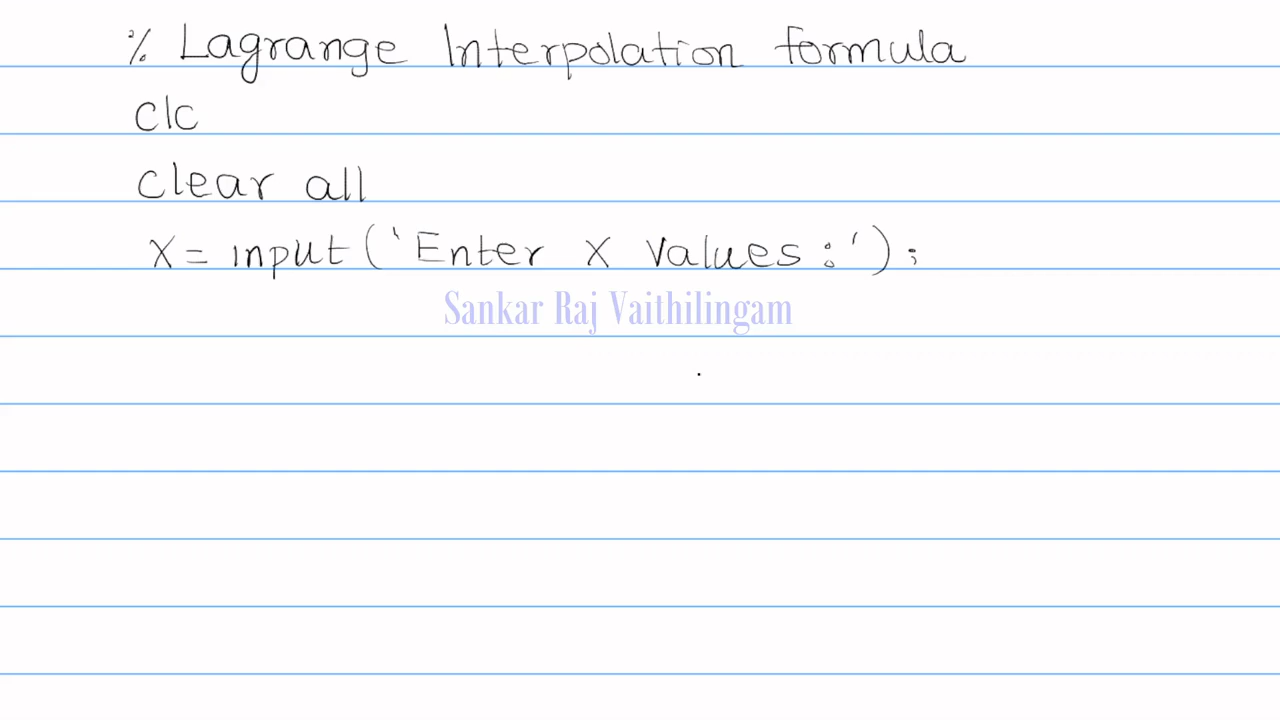 % Lagrange Interpolation formula
clc
clear all
x = input('Enter x values:');
Sankar Raj Vaithilingam